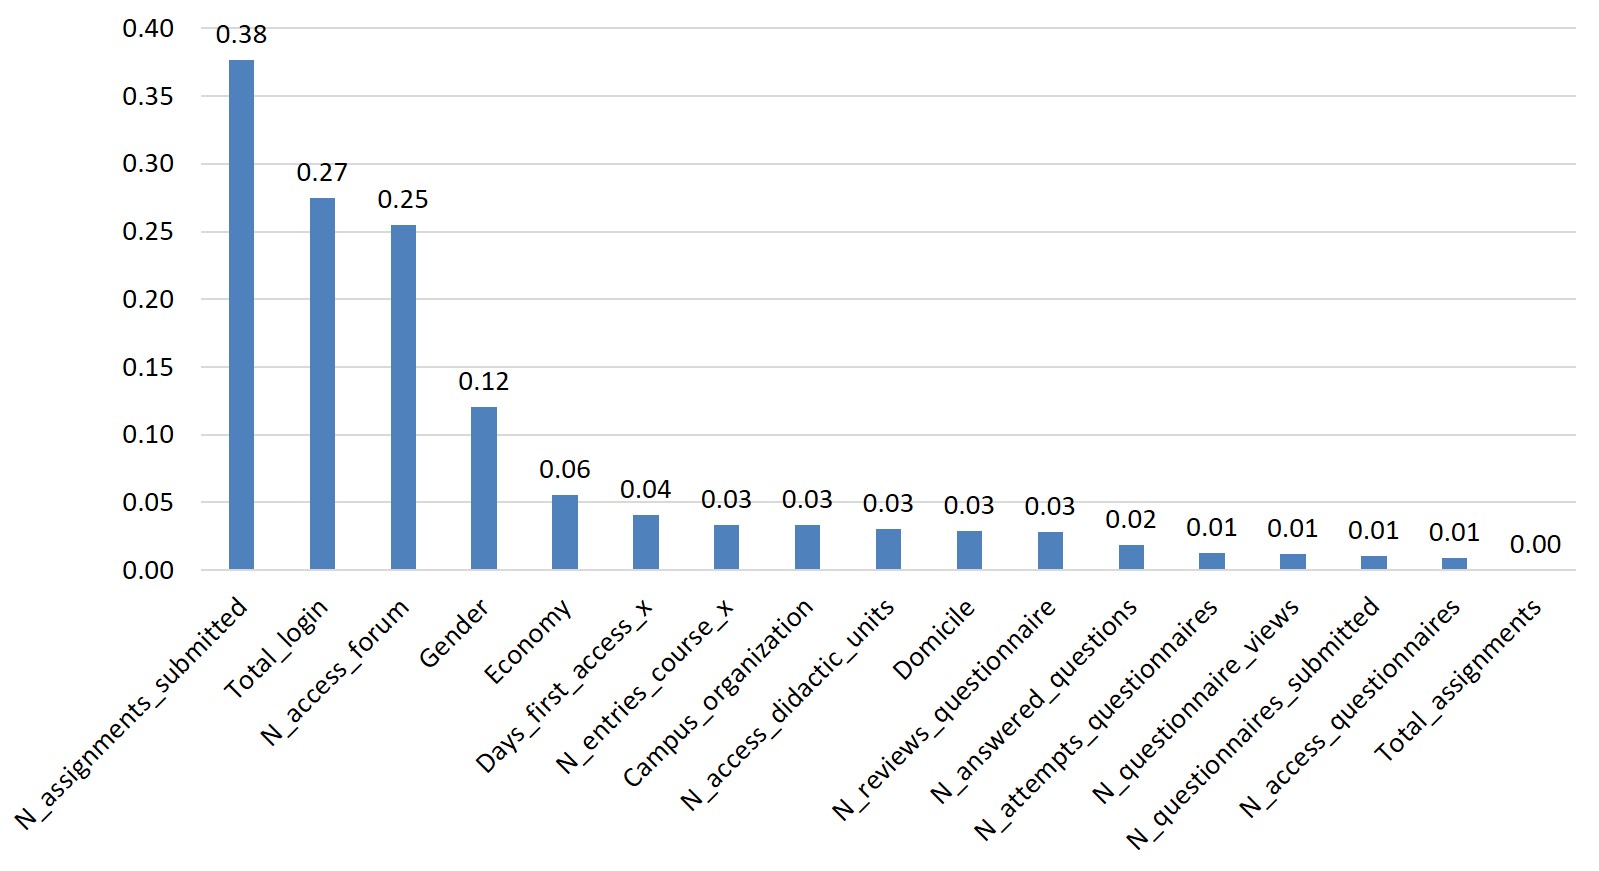 0.40
0.35
0.30
0.25
0.20
0.15
0.10
0.05
0.00
0.38
0.27
0.25
0.12
0.06
0.04
0.03
0.03
0.03
0.03
0.03
0.02
0.01
0.01
0.01
0.01
0.00
N_assignments_submitted
Total_login
N_access_forum
Gender
Economy
Days_first_access_x
N_entries_course_x
Campus_organization
N_access_didactic_units
Domicile
N_reviews_questionnaire
N_answered_questions
N_attempts_questionnaires
N_questionnaire_views
N_questionnaires_submitted
N_access_questionnaires
Total_assignments